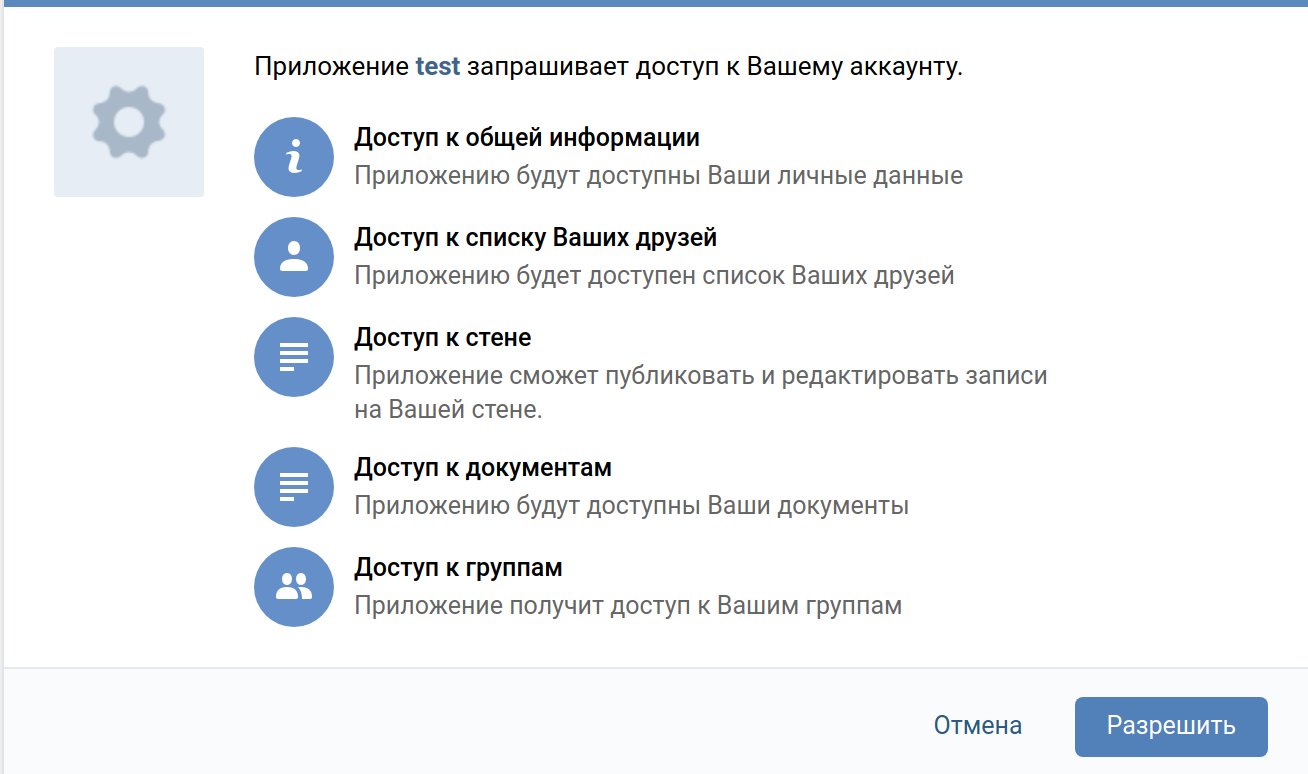 Приложение test запрашивает доступ к Вашему аккаунту.
Доступ к общей информации
Приложению будут доступны Ваши личные данные
Доступ к списку Ваших друзей
Приложению будет доступен список Ваших друзей
Доступ к стене
Приложение сможет публиковать и редактировать записи
на Вашей стене.
Доступ к документам
Приложению будут доступны Ваши документы
Доступ к группам
Приложение получит доступ к Вашим группам
Отмена
Разрешить